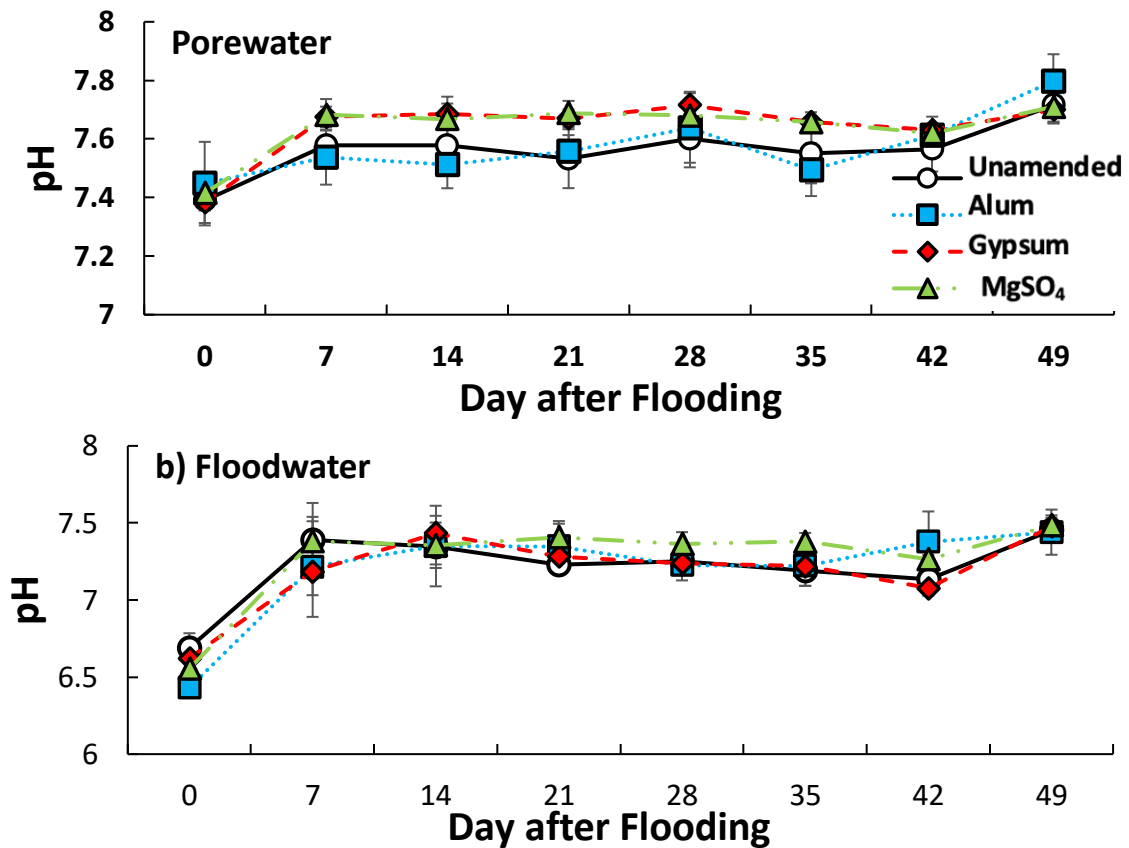 Porewater
pH
8
7.8
7.6
7.4
7.2
7
0 7 14 21 28 35 42 49
Day after Flooding
Unamended
Alum
Gypsum
MgSO₄
b) Floodwater
pH
8
7.5
7
6.5
6
0 7 14 21 28 35 42 49
Day after Flooding